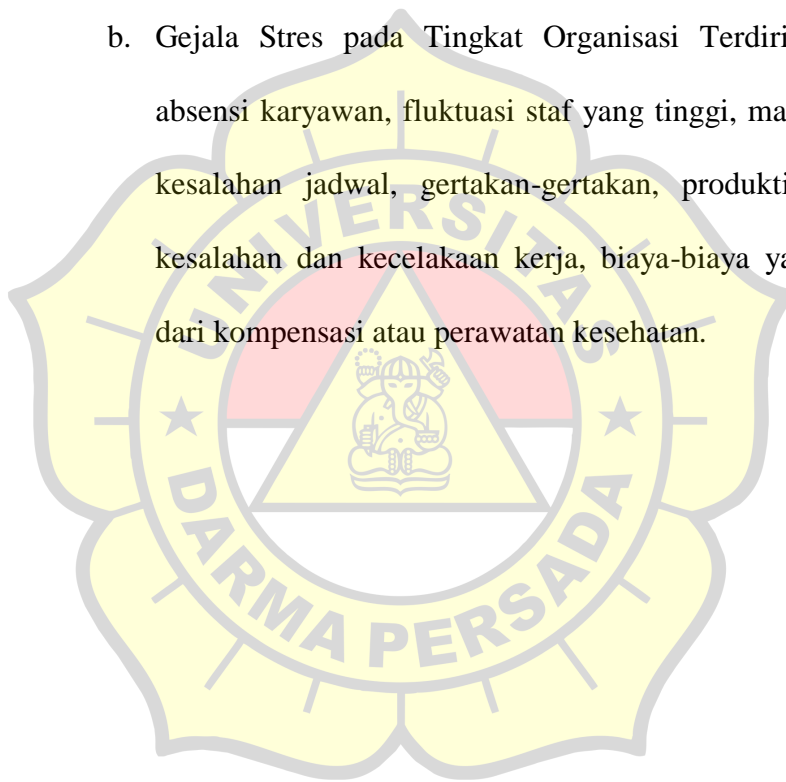 b. Gejala Stres pada Tingkat Organisasi Terdiri
absensi karyawan, fluktuasi staf yang tinggi, ma
kesalahan jadwal, gertakan-gertakan, produkti
kesalahan dan kecelakaan kerja, biaya-biaya ya
dari kompensasi atau perawatan kesehatan.
UNIVERSITAS
DARMA PERSADA